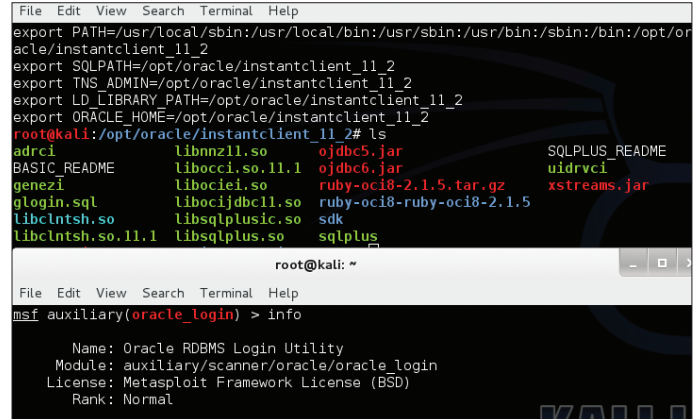 File Edit View Search Terminal Help
export PATH=/usr/local/sbin:/usr/local/bin:/usr/sbin:/usr/bin:/sbin:/bin:/opt/or
acle/instantclient_11_2
export SQLPATH=/opt/oracle/instantclient_11_2
export TNS_ADMIN=/opt/oracle/instantclient_11_2
export LD_LIBRARY_PATH=/opt/oracle/instantclient_11_2
export ORACLE_HOME=/opt/oracle/instantclient_11_2
root@kali:/opt/oracle/instantclient_11_2# ls
adrci libnnz11.so ojdbc5.jar SQLPLUS_README
BASIC_README libocci.so.11.1 ojdbc6.jar uidrvci
genezi libociei.so ruby-oci8-2.1.5.tar.gz xstreams.jar
glogin.sql libocijdbc11.so ruby-oci8-ruby-oci8-2.1.5
libclntsh.so libsqlplusic.so sdk
libclntsh.so.11.1 libsqlplus.so sqlplus
root@kali: ~
File Edit View Search Terminal Help
msf auxiliary(oracle_login) > info
Name: Oracle RDBMS Login Utility
Module: auxiliary/scanner/oracle/oracle_login
License: Metasploit Framework License (BSD)
Rank: Normal